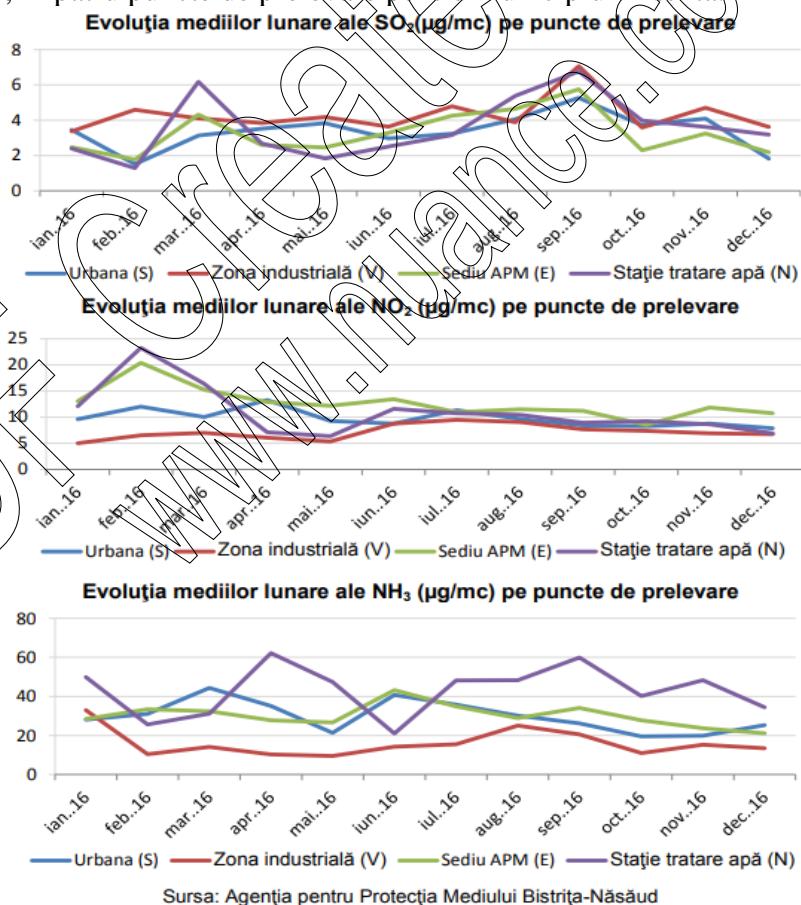 Evoluţia mediilor lunare ale SO₂(µg/mc) pe puncte de prelevare
8
6
4
2
0
ian..16 feb..16 mar..16 apr..16 mai..16 iun..16 iul..16 aug..16 sep..16 oct..16 nov..16 dec..16
Urbana (S) Zona industrială (V) Sediu APM (E) Staţie tratare apă (N)
Evoluţia mediilor lunare ale NO₂ (µg/mc) pe puncte de prelevare
25
20
15
10
5
0
ian..16 feb..16 mar..16 apr..16 mai..16 iun..16 iul..16 aug..16 sep..16 oct..16 nov..16 dec..16
Urbana (S) Zona industrială (V) Sediu APM (E) Staţie tratare apă (N)
Evoluţia mediilor lunare ale NH₃ (µg/mc) pe puncte de prelevare
80
60
40
20
0
ian..16 feb..16 mar..16 apr..16 mai..16 iun..16 iul..16 aug..16 sep..16 oct..16 nov..16 dec..16
Urbana (S) Zona industrială (V) Sediu APM (E) Staţie tratare apă (N)
Sursa: Agenţia pentru Protecţia Mediului Bistriţa-Năsăud
www.nuance.co